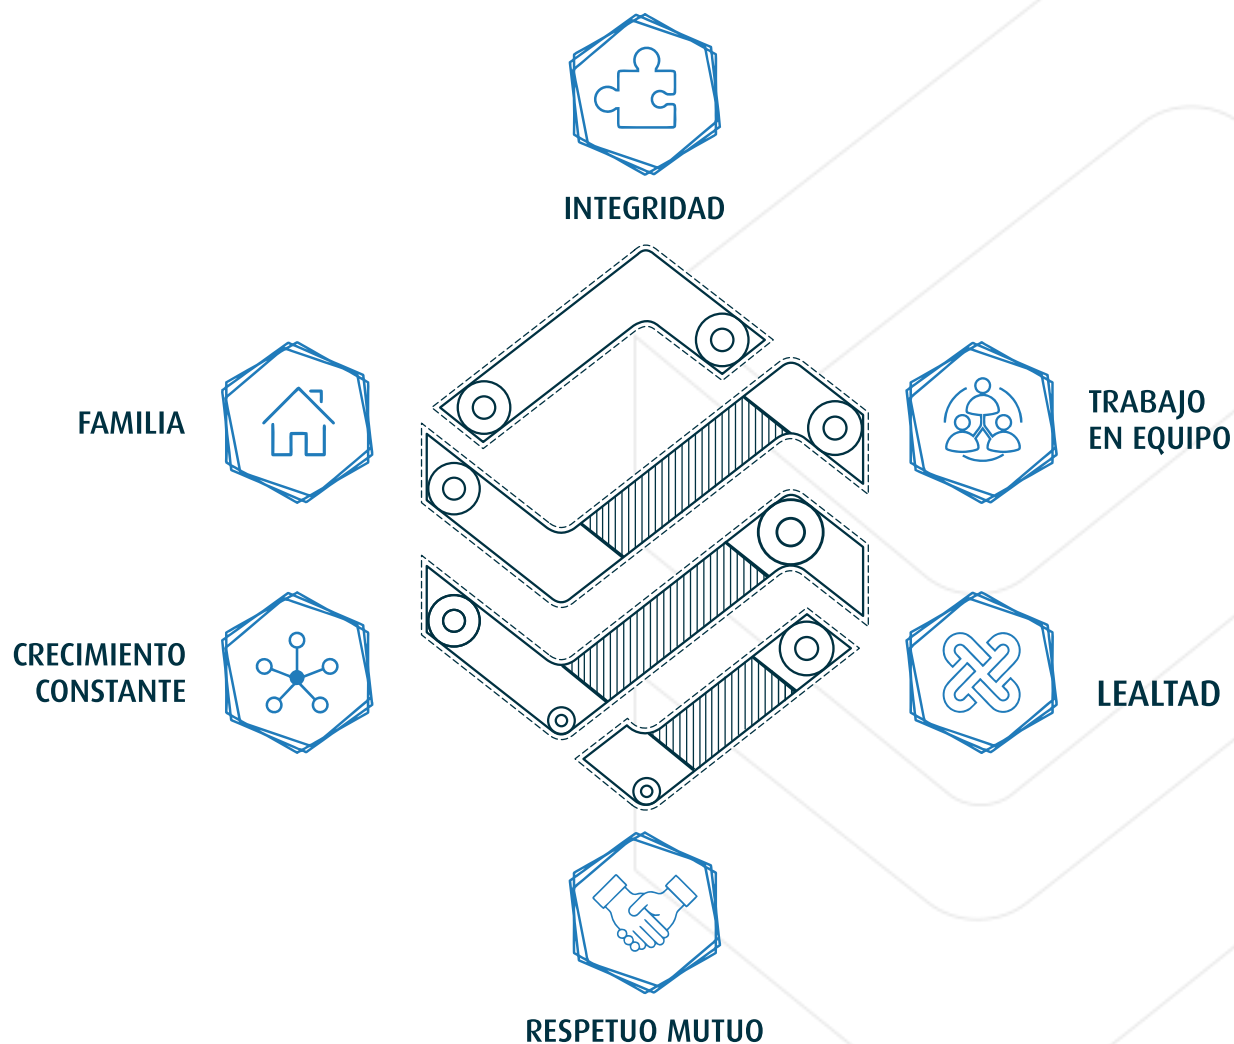 INTEGRIDAD
FAMILIA
TRABAJO
EN EQUIPO
CRECIMIENTO
CONSTANTE
LEALTAD
RESPETUO MUTUO